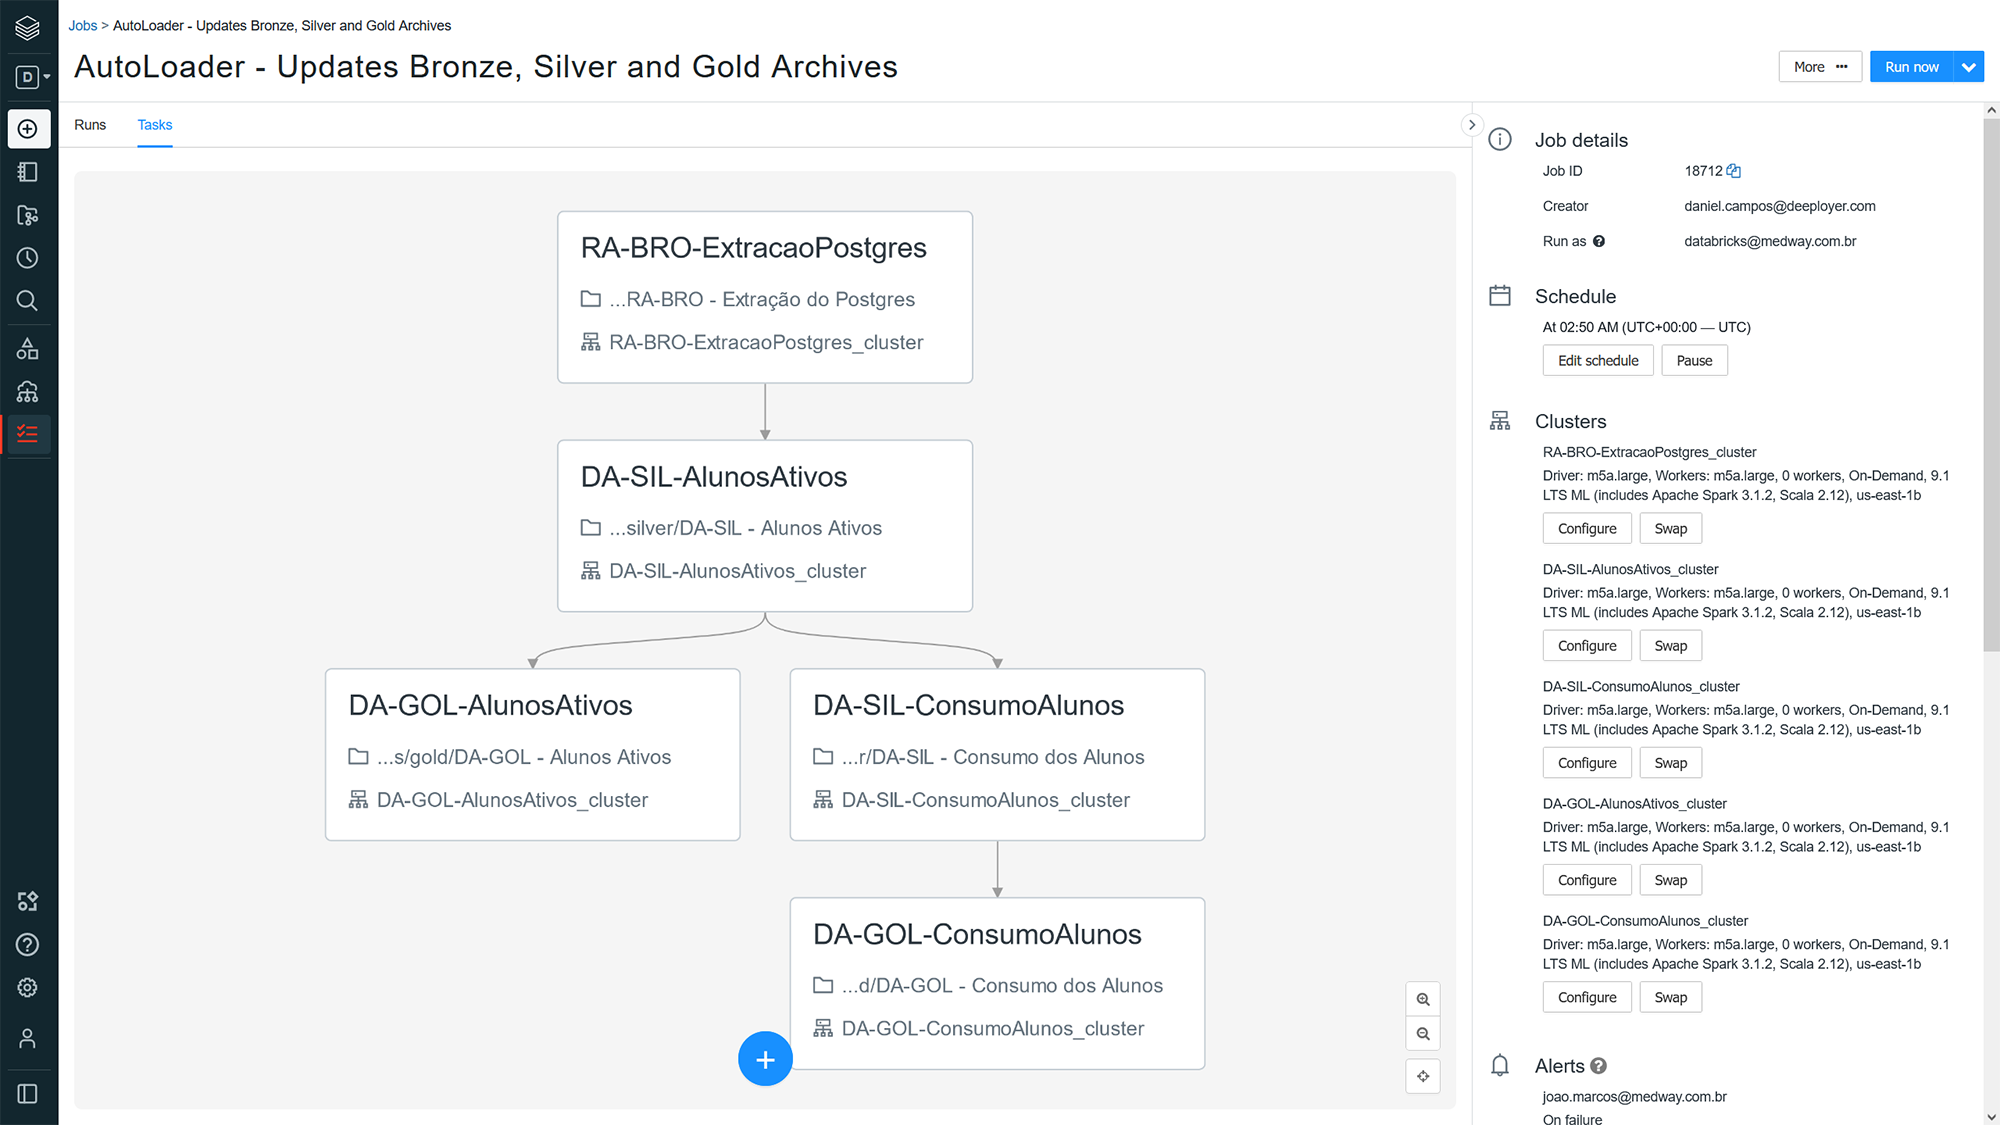 Jobs > AutoLoader - Updates Bronze, Silver and Gold Archives
AutoLoader - Updates Bronze, Silver and Gold Archives
More ···
Run now
D
Runs
Tasks
RA-BRO-ExtracaoPostgres
...RA-BRO - Extração do Postgres
RA-BRO-ExtracaoPostgres_cluster
DA-SIL-AlunosAtivos
...silver/DA-SIL - Alunos Ativos
DA-SIL-AlunosAtivos_cluster
DA-GOL-AlunosAtivos
...s/gold/DA-GOL - Alunos Ativos
DA-GOL-AlunosAtivos_cluster
DA-SIL-ConsumoAlunos
...r/DA-SIL - Consumo dos Alunos
DA-SIL-ConsumoAlunos_cluster
DA-GOL-ConsumoAlunos
...d/DA-GOL - Consumo dos Alunos
DA-GOL-ConsumoAlunos_cluster
Job details
Job ID 18712
Creator daniel.campos@deeployer.com
Run as databricks@medway.com.br
Schedule
At 02:50 AM (UTC+00:00 — UTC)
Edit schedule Pause
Clusters
RA-BRO-ExtracaoPostgres_cluster
Driver: m5a.large, Workers: m5a.large, 0 workers, On-Demand, 9.1
LTS ML (includes Apache Spark 3.1.2, Scala 2.12), us-east-1b
Configure Swap
DA-SIL-AlunosAtivos_cluster
Driver: m5a.large, Workers: m5a.large, 0 workers, On-Demand, 9.1
LTS ML (includes Apache Spark 3.1.2, Scala 2.12), us-east-1b
Configure Swap
DA-SIL-ConsumoAlunos_cluster
Driver: m5a.large, Workers: m5a.large, 0 workers, On-Demand, 9.1
LTS ML (includes Apache Spark 3.1.2, Scala 2.12), us-east-1b
Configure Swap
DA-GOL-AlunosAtivos_cluster
Driver: m5a.large, Workers: m5a.large, 0 workers, On-Demand, 9.1
LTS ML (includes Apache Spark 3.1.2, Scala 2.12), us-east-1b
Configure Swap
DA-GOL-ConsumoAlunos_cluster
Driver: m5a.large, Workers: m5a.large, 0 workers, On-Demand, 9.1
LTS ML (includes Apache Spark 3.1.2, Scala 2.12), us-east-1b
Configure Swap
Alerts
joao.marcos@medway.com.br
On failure